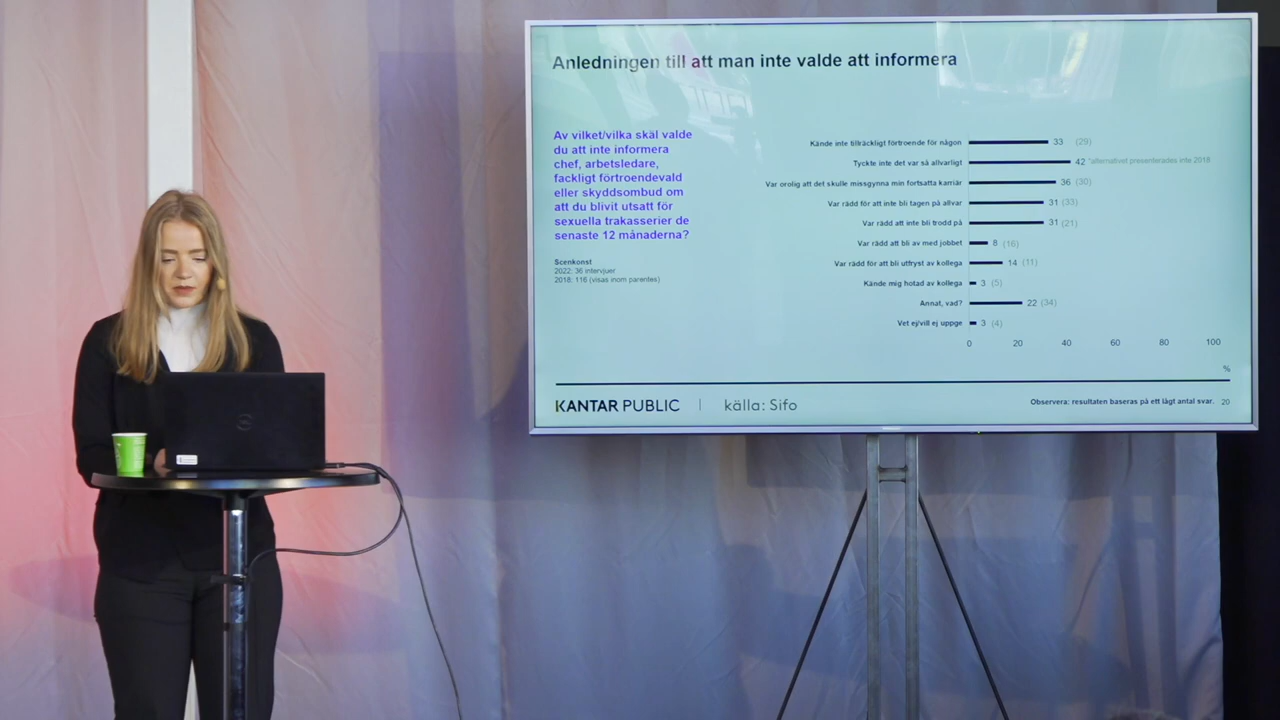 Anledningen till att man inte valde att informera
Av vilket/vilka skäl valde
du att inte informera
chef, arbetsledare,
fackligt förtroendevald
eller skyddsombud om
att du blivit utsatt för
sexuella trakasserier de
senaste 12 månaderna?
Scenkonst
2022: 36 intervjuer
2018: 116 (visas inom parentes)
Kände inte tillräckligt förtroende för någon 33 (29)
Tyckte inte det var så allvarligt 42 *alternativet presenterades inte 2018
Var orolig att det skulle missgynna min fortsatta karriär 36 (30)
Var rädd för att inte bli tagen på allvar 31 (33)
Var rädd att inte bli trodd på 31 (21)
Var rädd att bli av med jobbet 8 (16)
Var rädd för att bli utfryst av kollega 14 (11)
Kände mig hotad av kollega 3 (5)
Annat, vad? 22 (34)
Vet ej/vill ej uppge 3 (4)
0 20 40 60 80 100
%
KANTAR PUBLIC | källa: Sifo
Observera: resultaten baseras på ett lågt antal svar. 20